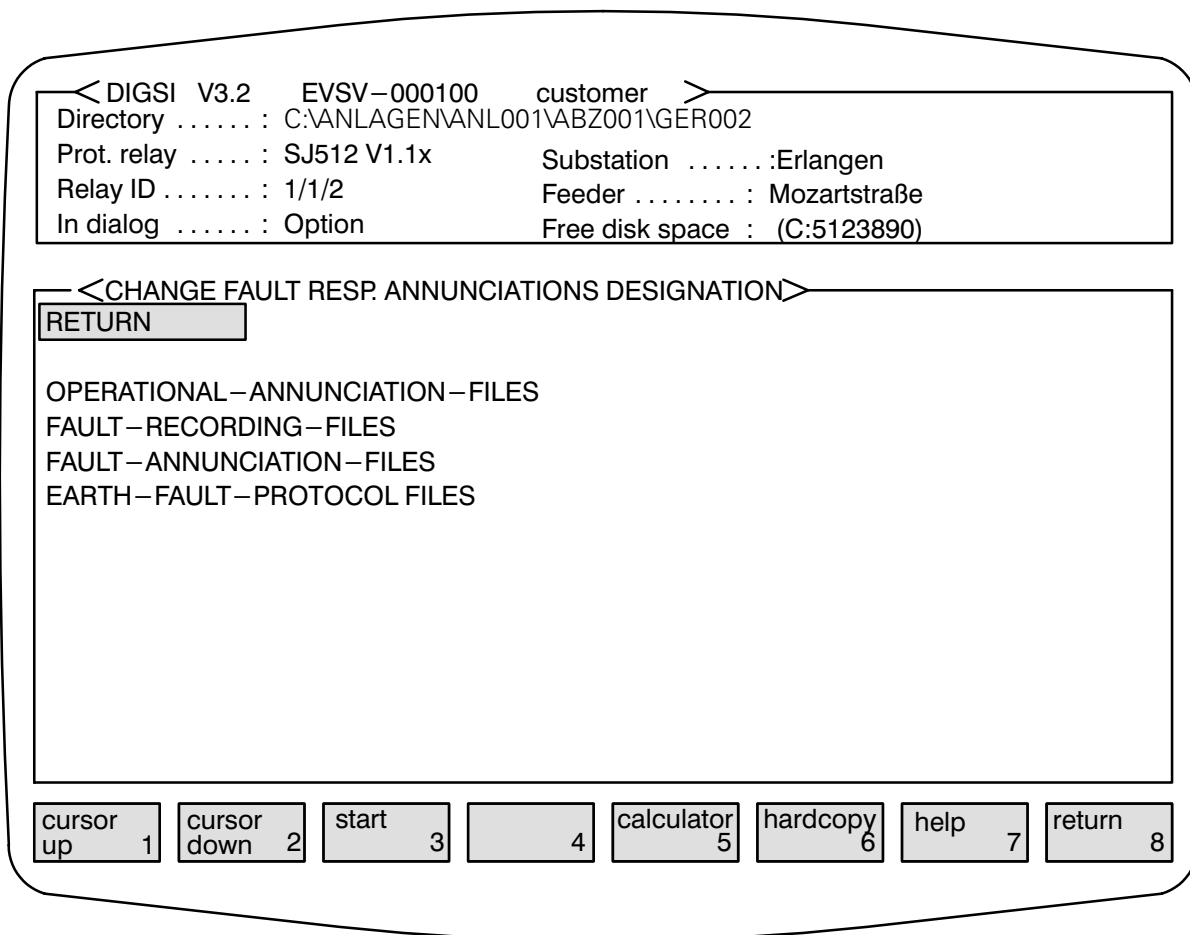 DIGSI V3.2 EVSV−000100 customer
Directory . . . . . . : C:\ANLAGEN\ANL001\ABZ001\GER002
Prot. relay . . . . . : SJ512 V1.1x Substation . . . . . . :Erlangen
Relay ID . . . . . . . : 1/1/2 Feeder . . . . . . . . : Mozartstraße
In dialog . . . . . . : Option Free disk space : (C:5123890)
CHANGE FAULT RESP. ANNUNCIATIONS DESIGNATION
RETURN
OPERATIONAL−ANNUNCIATION−FILES
FAULT−RECORDING−FILES
FAULT−ANNUNCIATION−FILES
EARTH−FAULT−PROTOCOL FILES
cursor up 1
cursor down 2
start 3
4
calculator 5
hardcopy 6
help 7
return 8